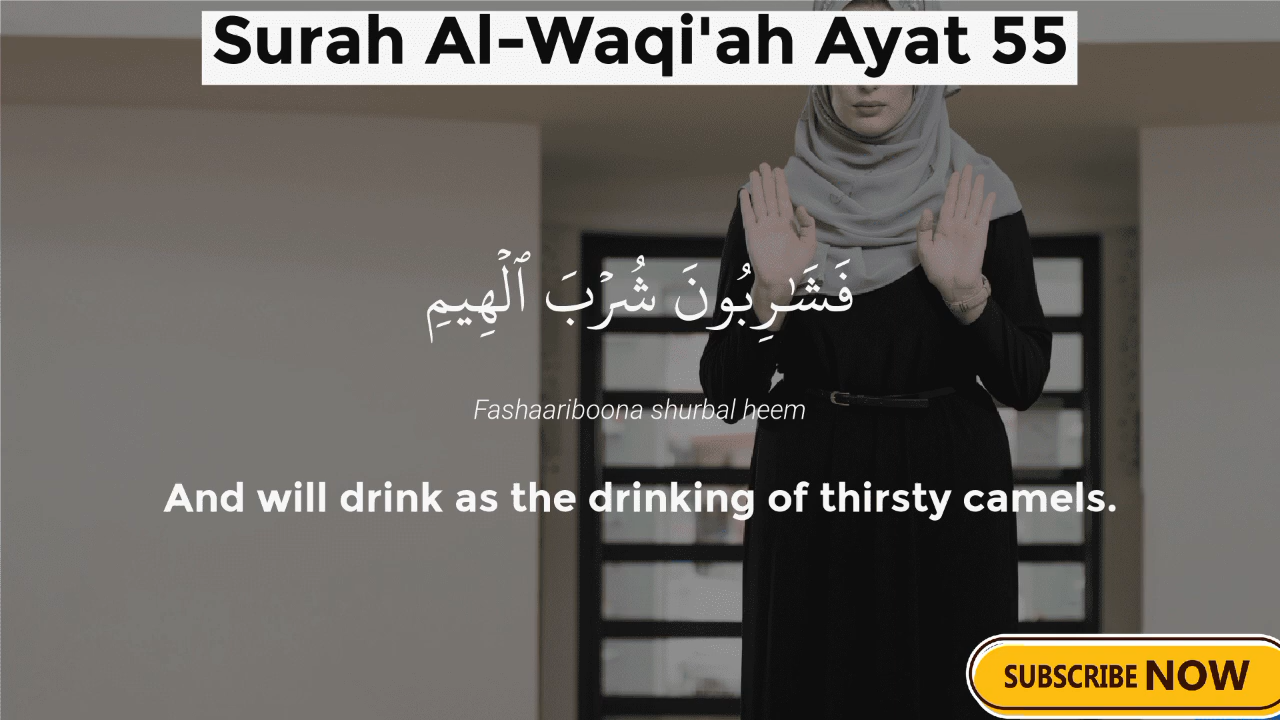 Surah Al-Waqi'ah Ayat 55
فَشَـٰرِبُونَ شُرْبَ ٱلْهِيمِ
Fashaariboona shurbal heem
And will drink as the drinking of thirsty camels.
SUBSCRIBE NOW